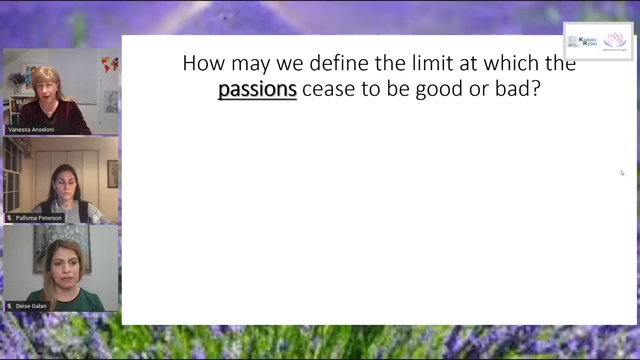 How may we define the limit at which the
passions cease to be good or bad?
Vanessa Anseloni
Palloma Peterson
Deise Galan